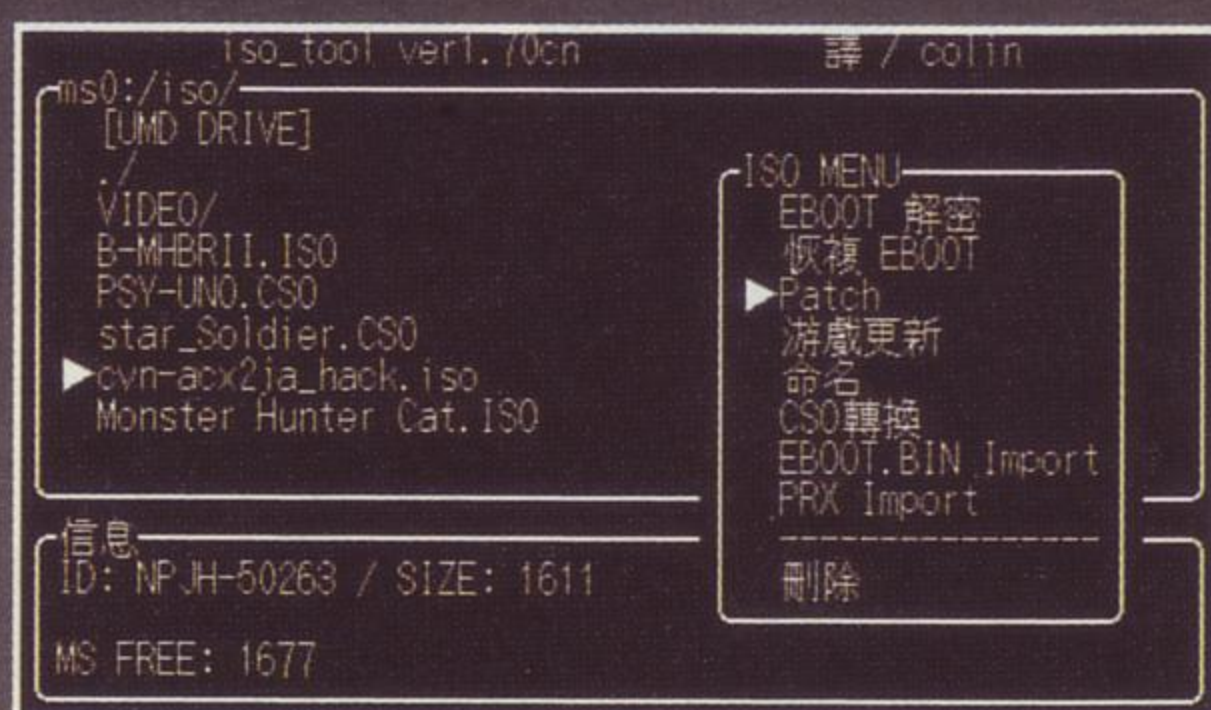 iso_tool ver1.70cn 譯 / colin
ms0:/iso/
[UMD DRIVE]
./
VIDEO/
B-MHBRII.ISO
PSY-UNO.CSO
star_Soldier.CSO
▶cvn-acx2ja_hack.iso
Monster Hunter Cat.ISO
ISO MENU
EBOOT 解密
恢複 EBOOT
▶Patch
游戲更新
命名
CSO轉換
EBOOT.BIN Import
PRX Import
----------------
刪除
信息
ID: NPJH-50263 / SIZE: 1611
MS FREE: 1677